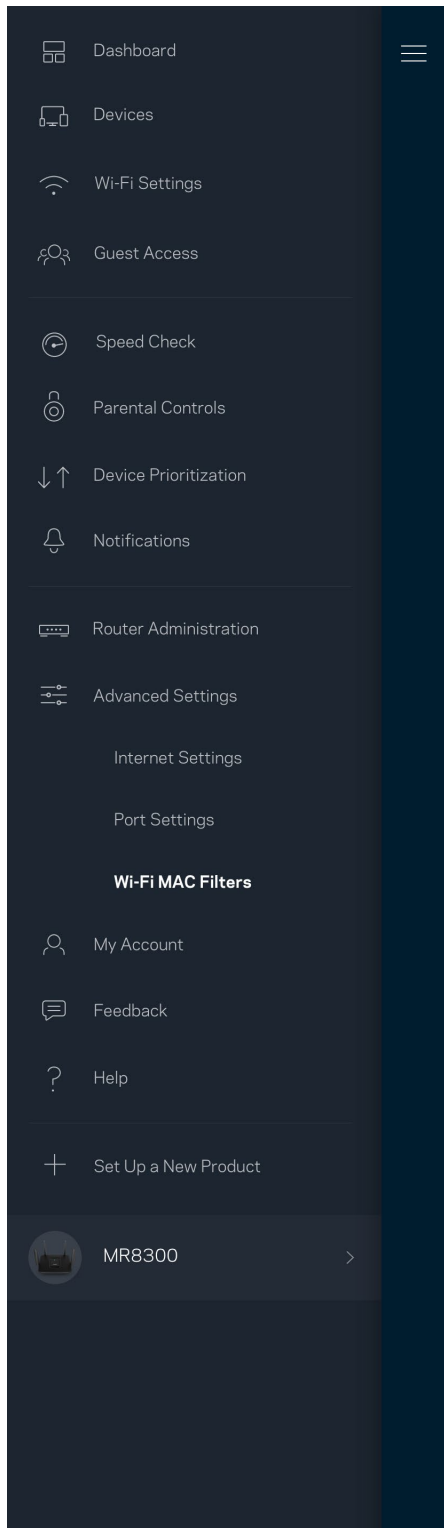 Dashboard
Devices
Wi-Fi Settings
Guest Access
Speed Check
Parental Controls
Device Prioritization
Notifications
Router Administration
Advanced Settings
Internet Settings
Port Settings
Wi-Fi MAC Filters
My Account
Feedback
Help
Set Up a New Product
MR8300